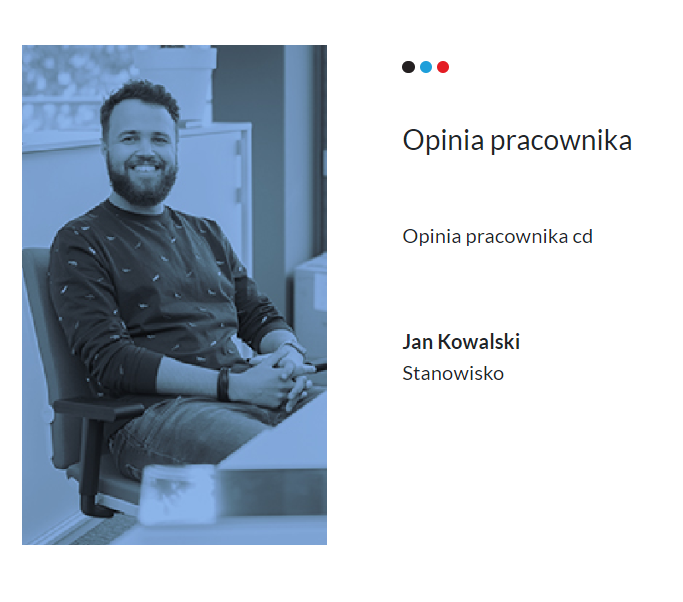 Opinia pracownika
Opinia pracownika cd
Jan Kowalski
Stanowisko